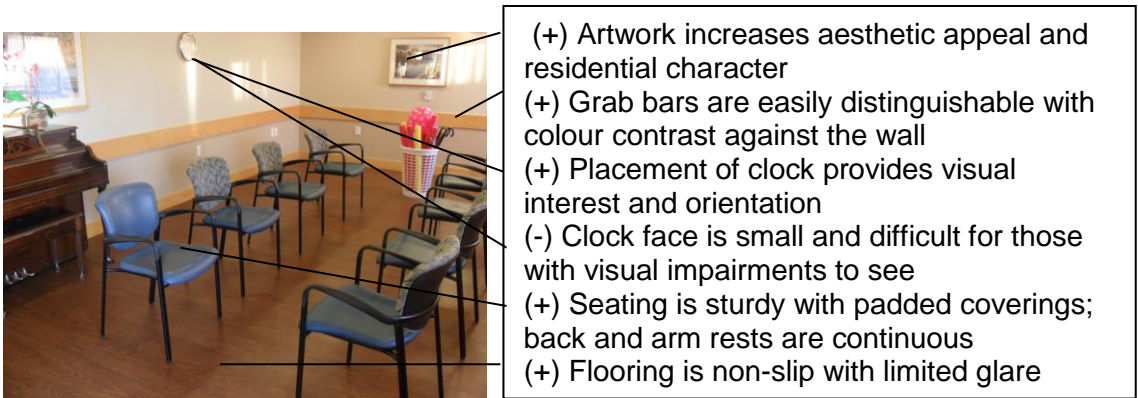 (+) Artwork increases aesthetic appeal and
residential character
(+) Grab bars are easily distinguishable with
colour contrast against the wall
(+) Placement of clock provides visual
interest and orientation
(-) Clock face is small and difficult for those
with visual impairments to see
(+) Seating is sturdy with padded coverings;
back and arm rests are continuous
(+) Flooring is non-slip with limited glare